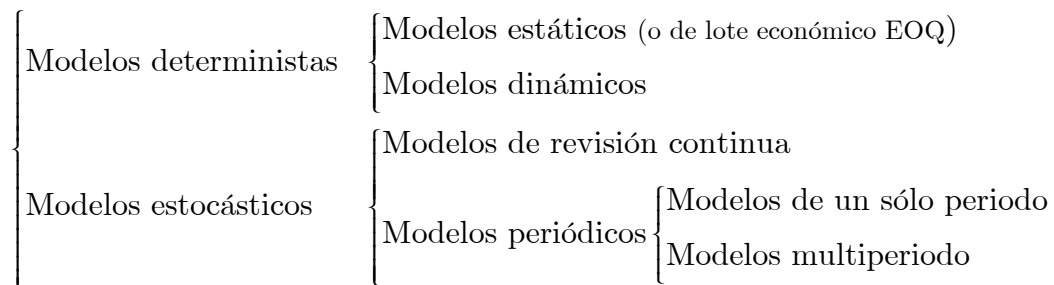 Modelos deterministas
Modelos estáticos (o de lote económico EOQ)
Modelos dinámicos
Modelos estocásticos
Modelos de revisión continua
Modelos periódicos
Modelos de un sólo periodo
Modelos multiperiodo